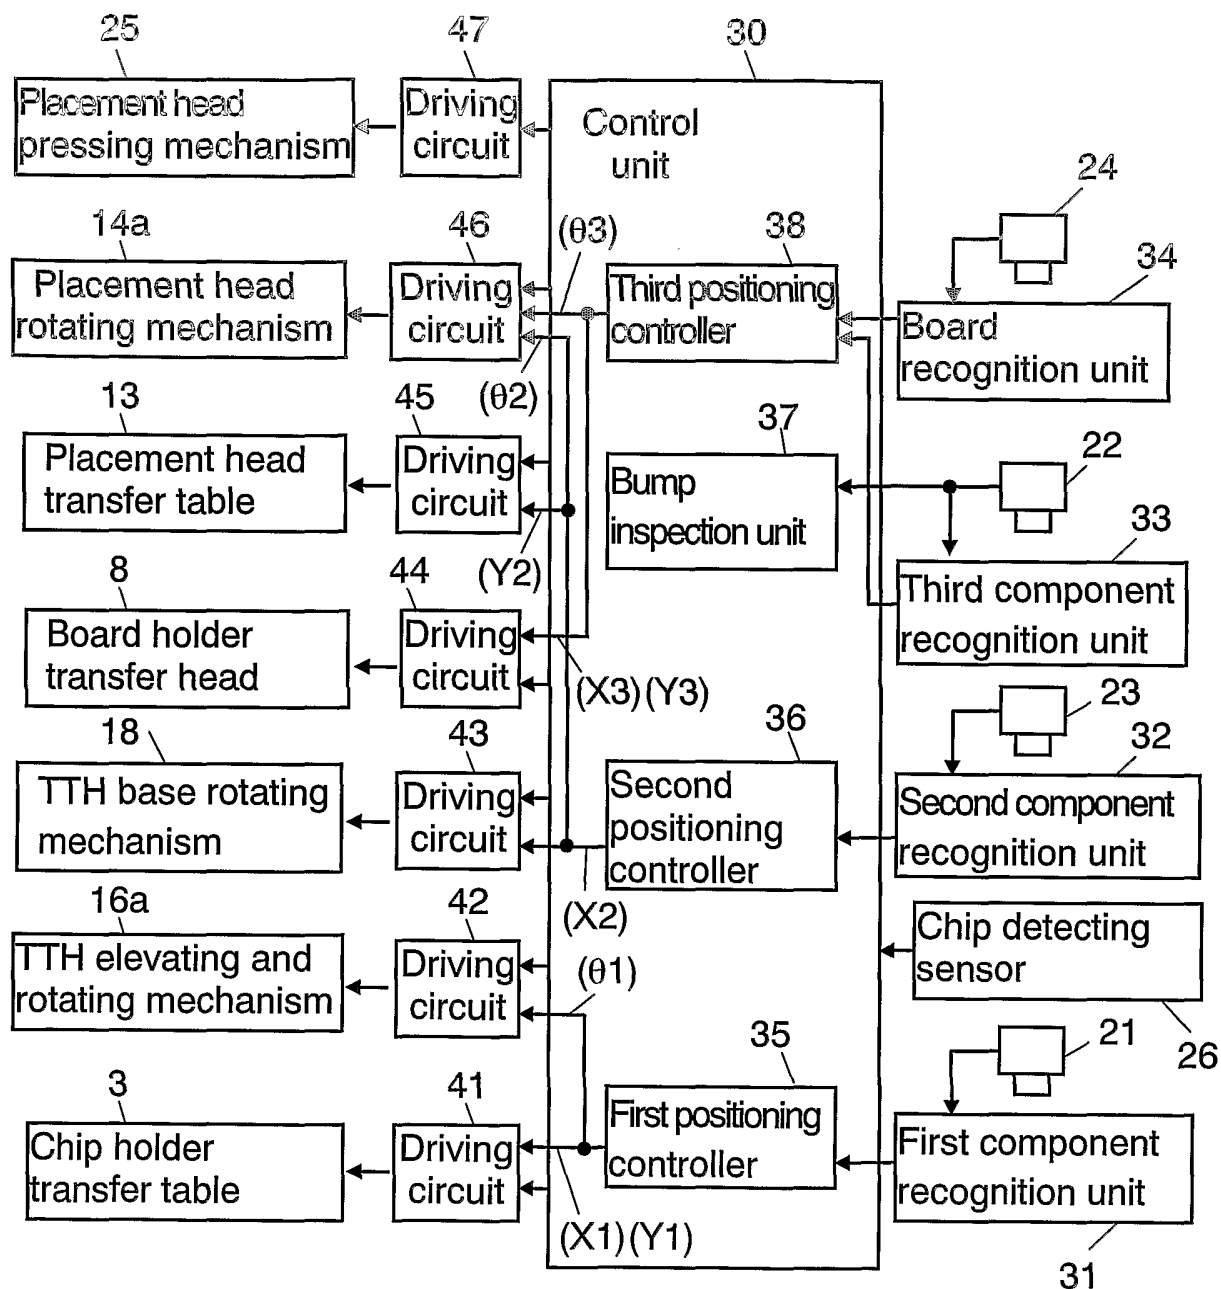 25
47
30
Placement head
pressing mechanism
Driving
circuit
Control
unit
24
14a
46
(θ3)
38
34
Placement head
rotating mechanism
Driving
circuit
Third positioning
controller
Board
recognition unit
(θ2)
13
45
37
22
Placement head
transfer table
Driving
circuit
Bump
inspection unit
33
(Y2)
8
44
Third component
recognition unit
Board holder
transfer head
Driving
circuit
(X3) (Y3)
23
18
43
36
32
TTH base rotating
mechanism
Driving
circuit
Second
positioning
controller
Second component
recognition unit
(X2)
16a
42
(θ1)
Chip detecting
sensor
26
TTH elevating and
rotating mechanism
Driving
circuit
21
3
41
35
Chip holder
transfer table
Driving
circuit
First positioning
controller
First component
recognition unit
(X1) (Y1)
31